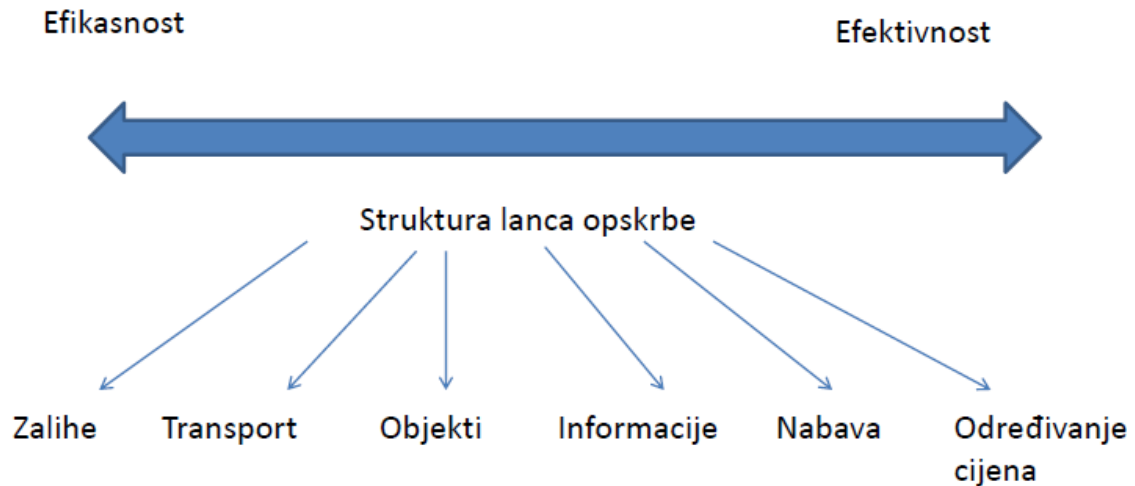 Efikasnost
Efektivnost
Struktura lanca opskrbe
Zalihe
Transport
Objekti
Informacije
Nabava
Određivanje
cijena